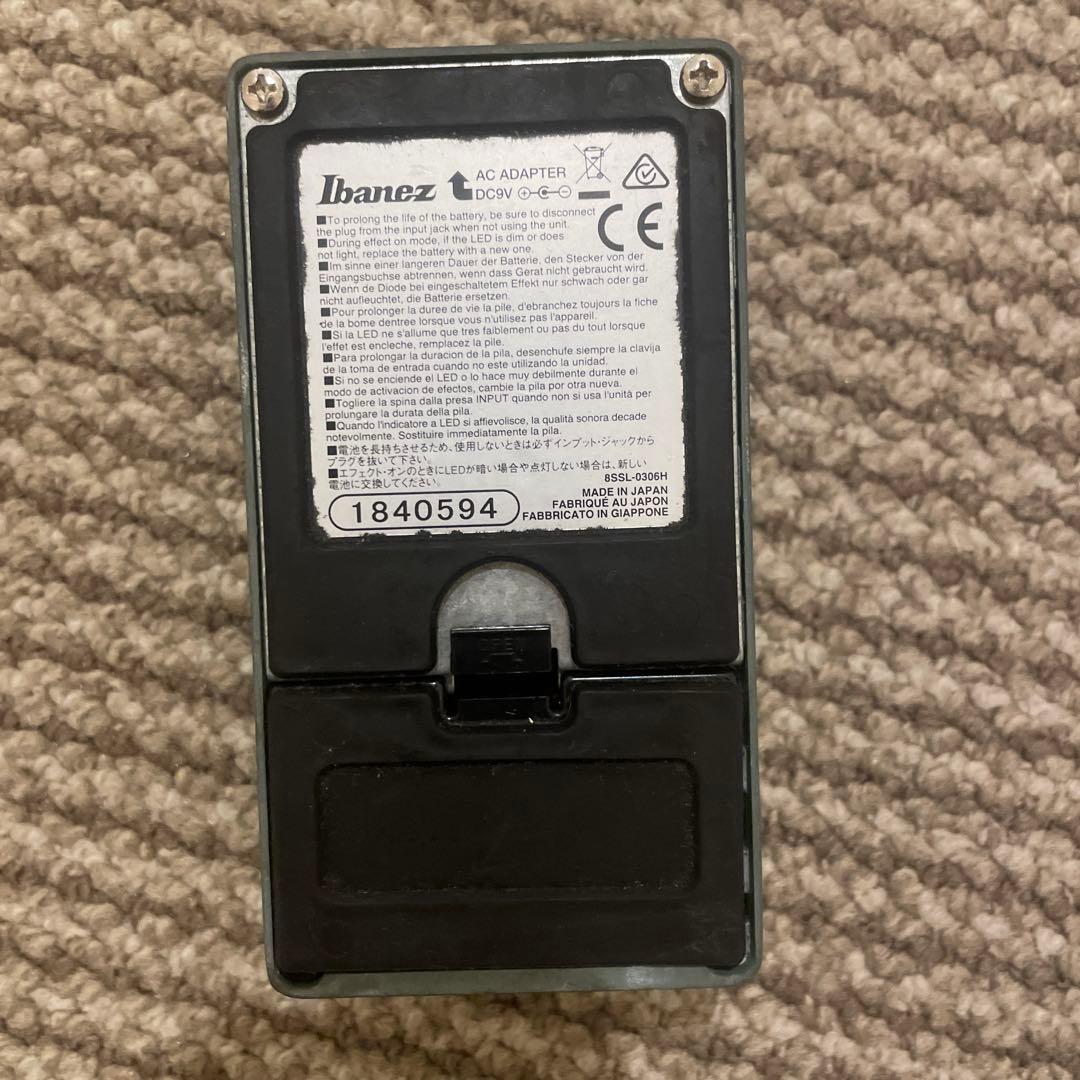 Ibanez
AC ADAPTER
DC9V
CE
■To prolong the life of the battery, be sure to disconnect
the plug from the input jack when not using the unit.
■During effect on mode, if the LED is dim or does
not light, replace the battery with a new one.
■Im sinne einer langeren Dauer der Batterie, den Stecker von der
Eingangsbuchse abtrennen, wenn dass Gerat nicht gebraucht wird.
■Wenn de Diode bei eingeschaltetem Effekt nur schwach oder gar
nicht aufleuchtet, die Batterie ersetzen.
■Pour prolonger la duree de vie la pile, d'ebranchez toujours la fiche
de la borne dentree lorsque vous n'utilisez pas l'appareil.
■Si la LED ne s'allume que tres faiblement ou pas du tout lorsque
l'effet est encleche, remplacez la pile.
■Para prolongar la duracion de la pila, desenchufe siempre la clavija
de la toma de entrada cuando no este utilizando la unidad.
■Si no se enciende el LED o lo hace muy debilmente durante el
modo de activacion de efectos, cambie la pila por otra nueva.
■Togliere la spina dalla presa INPUT quando non si usa l'unità per
prolungare la durata della pila.
■Quando l'indicatore a LED si affievolisce, la qualità sonora decade
notevolmente. Sostituire immediatamente la pila.
■電池を長持ちさせるため、使用しないときは必ずインプット・ジャックから
プラグを抜いて下さい。
■エフェクト・オンのときにLEDが暗い場合や点灯しない場合は、新しい
電池に交換してください。
8SSL-0306H
MADE IN JAPAN
FABRIQUÉ AU JAPON
FABBRICATO IN GIAPPONE
1840594
OPEN